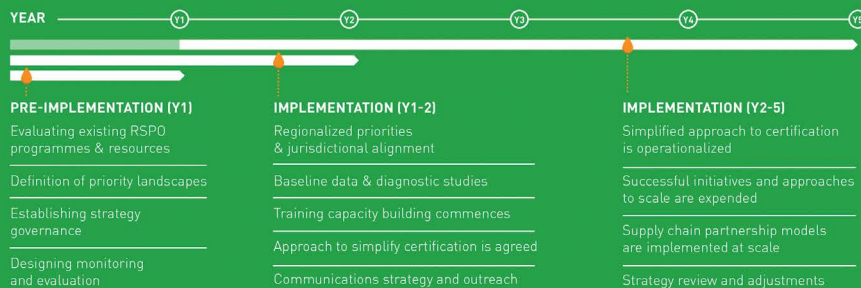 YEAR Y1 Y2 Y3 Y4 Y5
PRE-IMPLEMENTATION (Y1)
Evaluating existing RSPO
programmes & resources
Definition of priority landscapes
Establishing strategy
governance
Designing monitoring
and evaluation
IMPLEMENTATION (Y1-2)
Regionalized priorities
& jurisdictional alignment
Baseline data & diagnostic studies
Training capacity building commences
Approach to simplify certification is agreed
Communications strategy and outreach
IMPLEMENTATION (Y2-5)
Simplified approach to certification
is operationalized
Successful initiatives and approaches
to scale are expended
Supply chain partnership models
are implemented at scale
Strategy review and adjustments